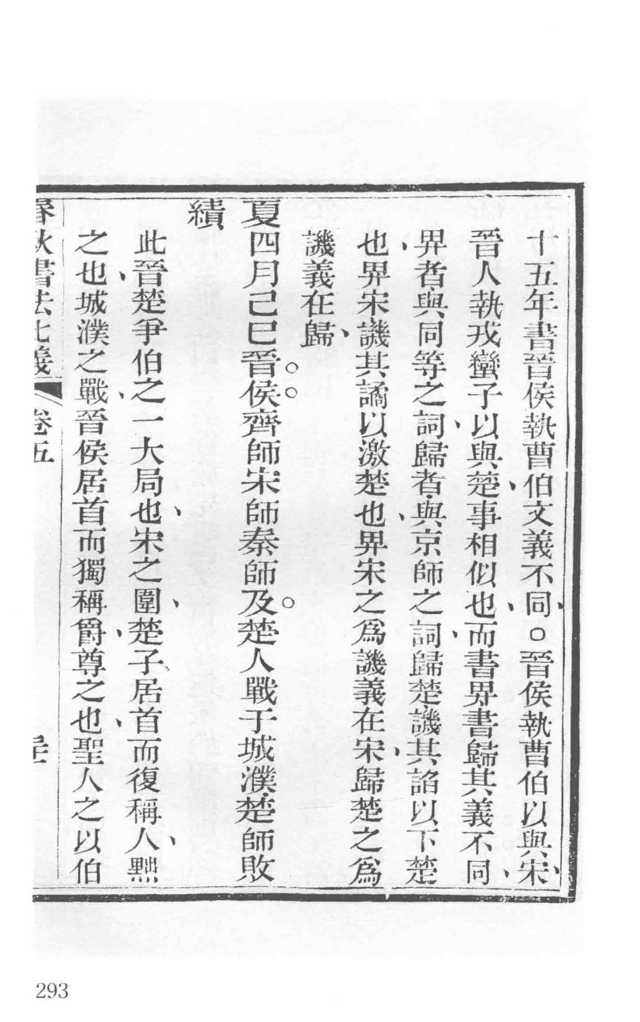 十五年書晉侯執曹伯文義不同○晉侯執曹伯以與宋
晉人執戎蠻子以與楚事相似也而書畀書歸其義不同
畀者與同等之詞歸者與京師之詞歸楚譏其諂以下楚
也畀宋譏其譎以激楚也畀宋之爲譏義在宋歸楚之爲
譏義在歸
夏四月己巳晉侯齊師宋師秦師及楚人戰于城濮楚師敗
績
此晉楚爭伯之一大局也宋之圍楚子居首而復稱人黜
之也城濮之戰晉侯居首而獨稱爵尊之也聖人之以伯
春秋書法比義
卷五
293